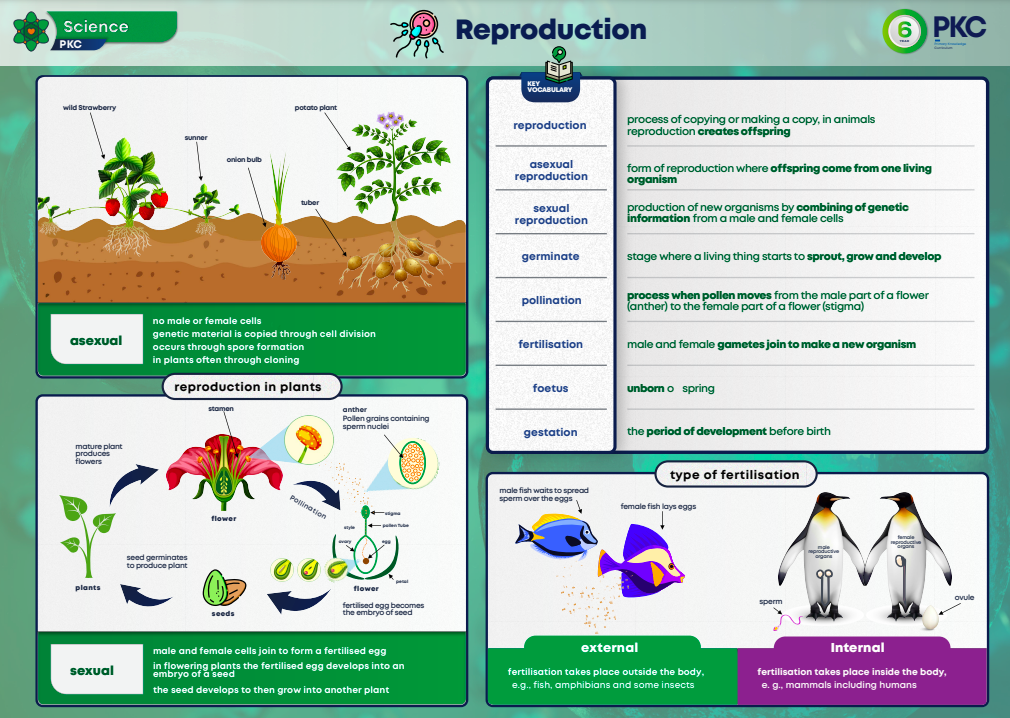 Science
PKC
Reproduction
6
YEAR
PKC
Primary Knowledge
Curriculum
wild Strawberry
sunner
onion bulb
tuber
potato plant
asexual
no male or female cells
genetic material is copied through cell division
occurs through spore formation
in plants often through cloning
reproduction in plants
stamen
anther
Pollen grains containing
sperm nuclei
mature plant
produces
flowers
flower
Pollination
stigma
pollen tube
style
ovary
egg
petal
flower
plants
seed germinates
to produce plant
seeds
fertilised egg becomes
the embryo of seed
sexual
male and female cells join to form a fertilised egg
in flowering plants the fertilised egg develops into an
embryo of a seed
the seed develops to then grow into another plant
KEY
VOCABULARY
reproduction
process of copying or making a copy, in animals
reproduction creates offspring
asexual
reproduction
form of reproduction where offspring come from one living
organism
sexual
reproduction
production of new organisms by combining of genetic
information from a male and female cells
germinate
stage where a living thing starts to sprout, grow and develop
pollination
process when pollen moves from the male part of a flower
(anther) to the female part of a flower (stigma)
fertilisation
male and female gametes join to make a new organism
foetus
unborn o spring
gestation
the period of development before birth
type of fertilisation
male fish waits to spread
sperm over the eggs
female fish lays eggs
male
reproductive
organs
female
reproductive
organs
sperm
ovule
external
fertilisation takes place outside the body,
e.g., fish, amphibians and some insects
Internal
fertilisation takes place inside the body,
e. g., mammals including humans